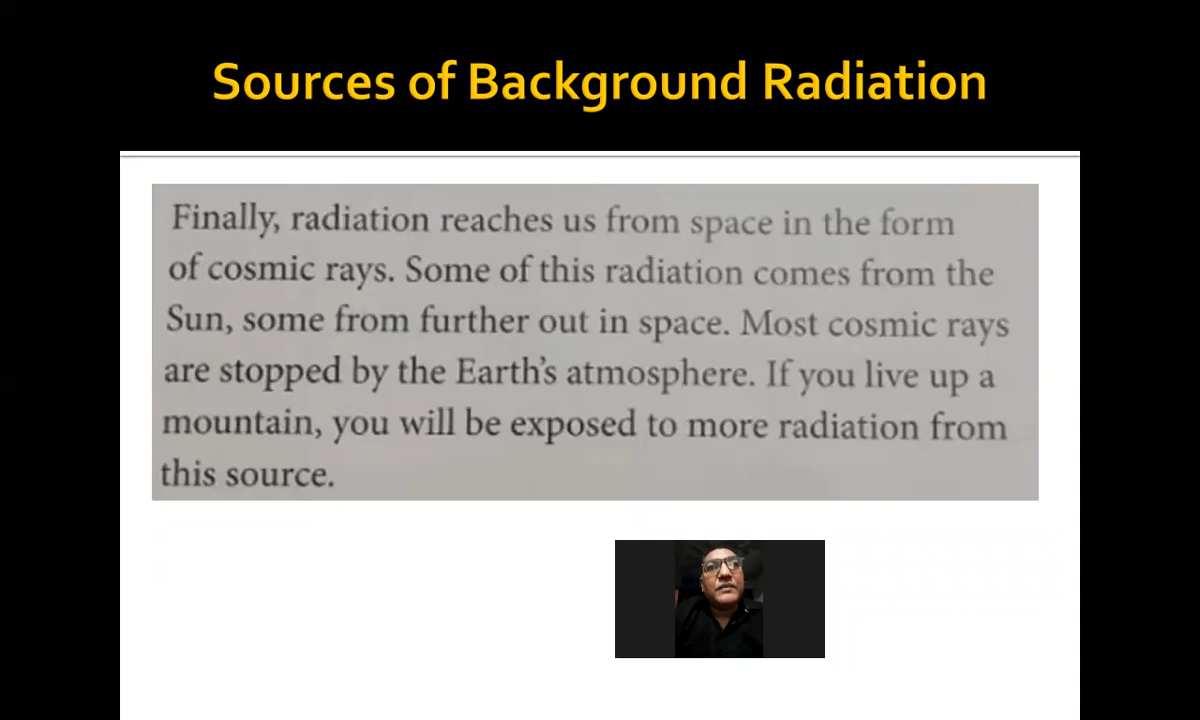 Sources of Background Radiation
Finally, radiation reaches us from space in the form
of cosmic rays. Some of this radiation comes from the
Sun, some from further out in space. Most cosmic rays
are stopped by the Earth's atmosphere. If you live up a
mountain, you will be exposed to more radiation from
this source.